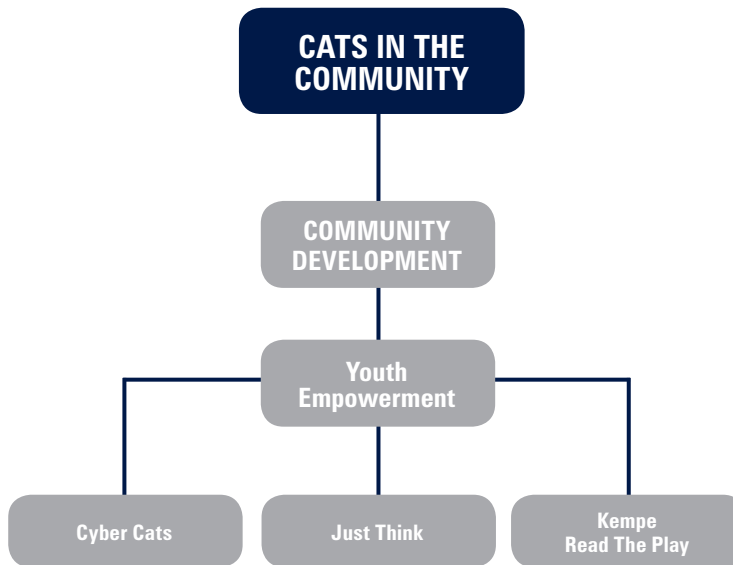 CATS IN THE
COMMUNITY
COMMUNITY
DEVELOPMENT
Youth
Empowerment
Cyber Cats
Just Think
Kempe
Read The Play